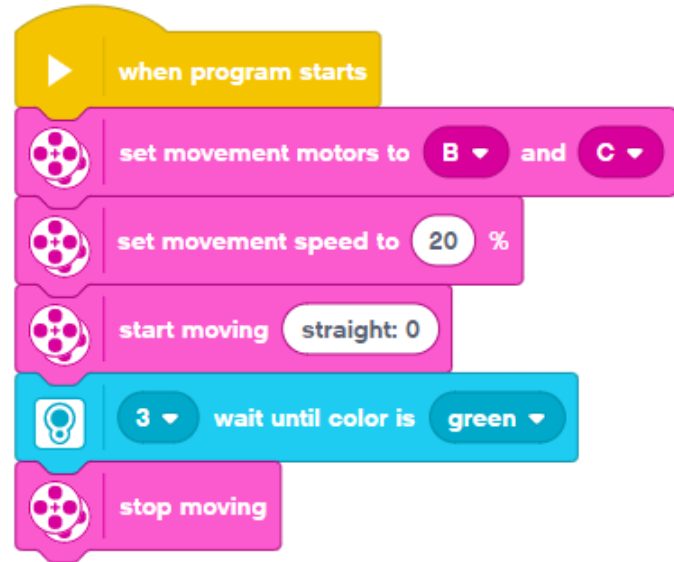 when program starts
set movement motors to B and C
set movement speed to 20 %
start moving straight: 0
3 wait until color is green
stop moving